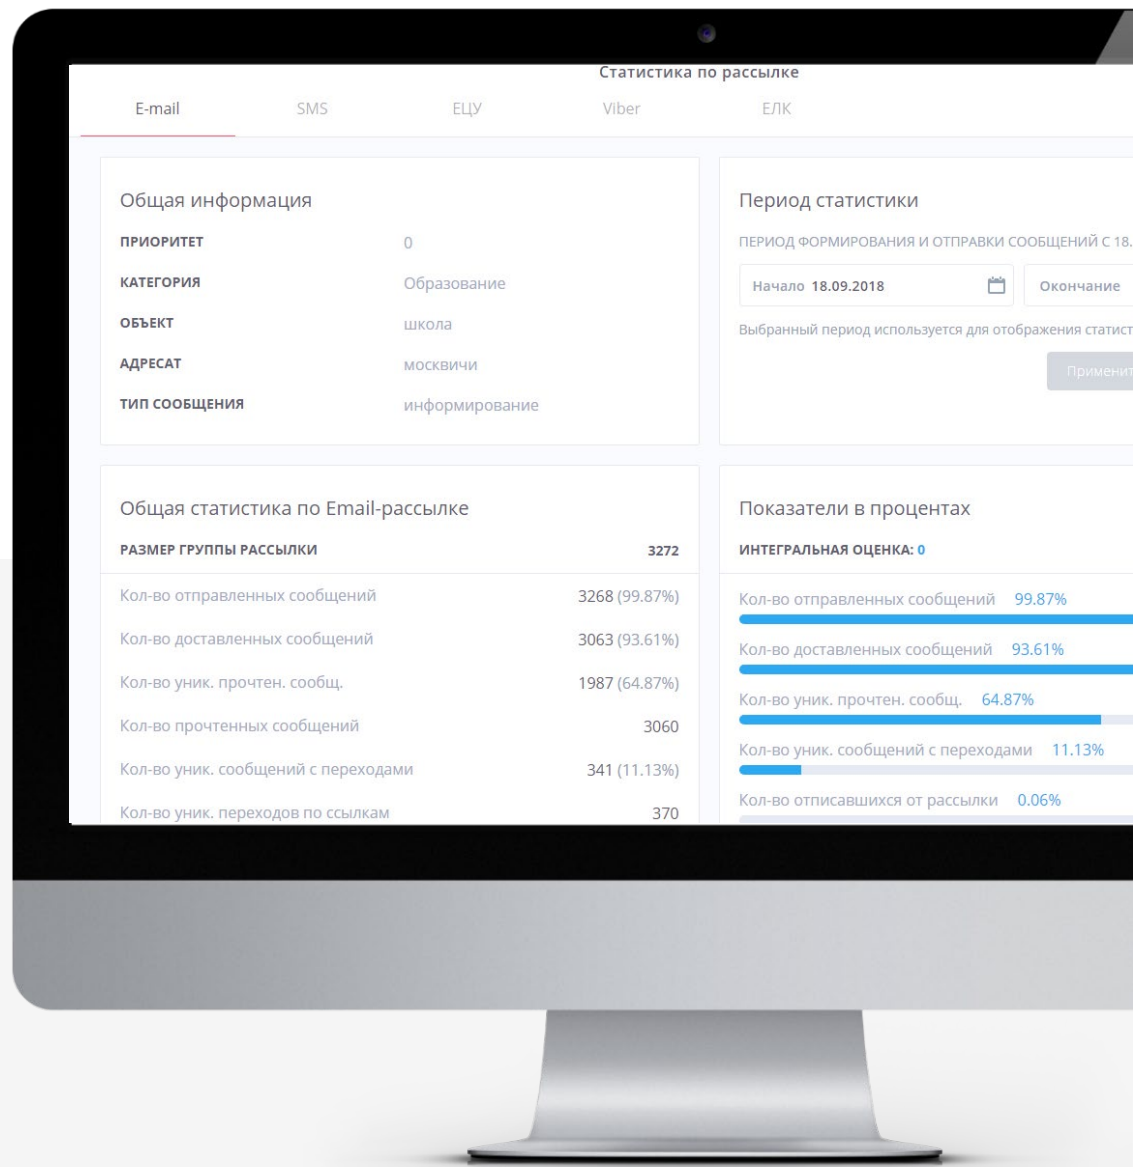 Статистика по рассылке
E-mail SMS ЕЦУ Viber ЕЛК
Общая информация
ПРИОРИТЕТ 0
КАТЕГОРИЯ Образование
ОБЪЕКТ школа
АДРЕСАТ москвичи
ТИП СООБЩЕНИЯ информирование
Период статистики
ПЕРИОД ФОРМИРОВАНИЯ И ОТПРАВКИ СООБЩЕНИЙ С 18.
Начало 18.09.2018 Окончание
Выбранный период используется для отображения статист
Применит
Общая статистика по Email-рассылке
РАЗМЕР ГРУППЫ РАССЫЛКИ 3272
Кол-во отправленных сообщений 3268 (99.87%)
Кол-во доставленных сообщений 3063 (93.61%)
Кол-во уник. прочтен. сообщ. 1987 (64.87%)
Кол-во прочтенных сообщений 3060
Кол-во уник. сообщений с переходами 341 (11.13%)
Кол-во уник. переходов по ссылкам 370
Показатели в процентах
ИНТЕГРАЛЬНАЯ ОЦЕНКА: 0
Кол-во отправленных сообщений 99.87%
Кол-во доставленных сообщений 93.61%
Кол-во уник. прочтен. сообщ. 64.87%
Кол-во уник. сообщений с переходами 11.13%
Кол-во отписавшихся от рассылки 0.06%